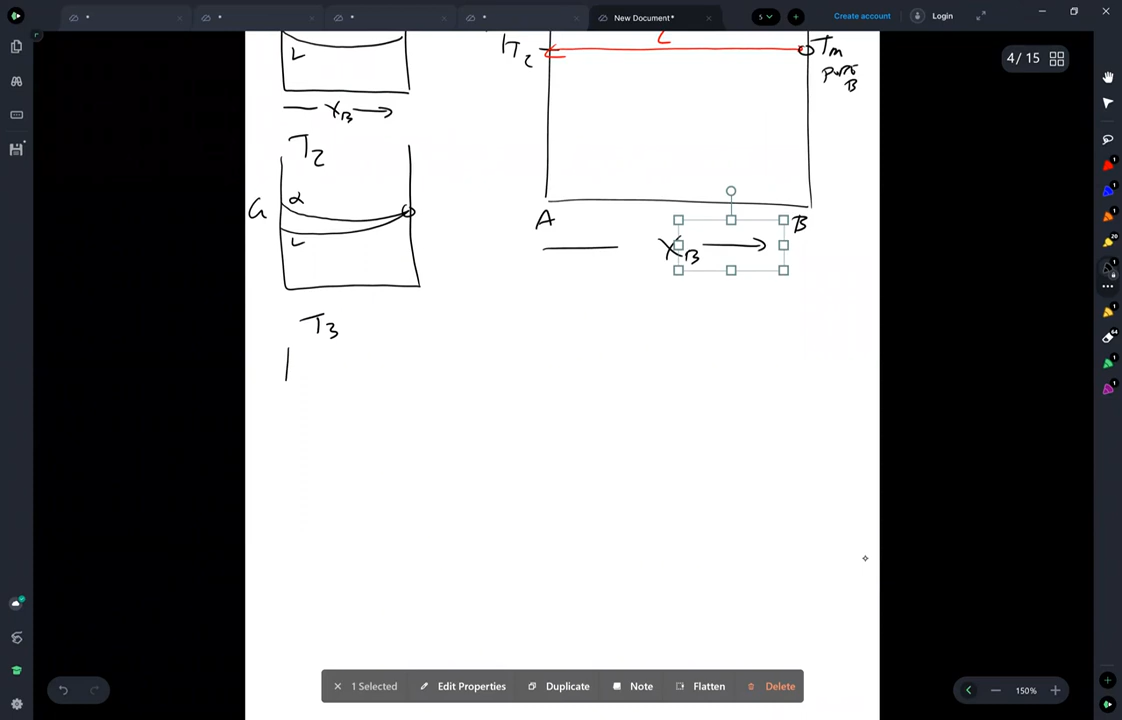 New Document*
5
Create account
Login
4 / 15
L
L
T2
Tm
pure
B
XB
T2
G
α
L
A
B
XB
T3
1 Selected
Edit Properties
Duplicate
Note
Flatten
Delete
150%